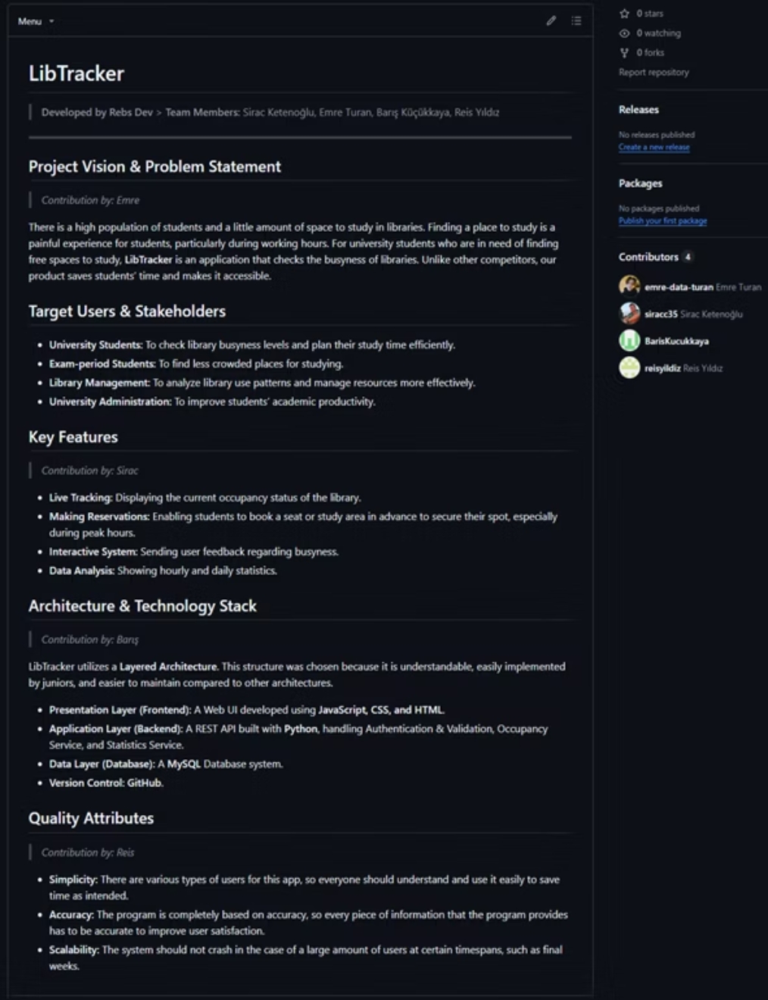 Menu
LibTracker
Developed by Rebs Dev > Team Members: Sirac Ketenoğlu, Emre Turan, Barış Küçükkaya, Reis Yıldız
Project Vision & Problem Statement
Contribution by: Emre
There is a high population of students and a little amount of space to study in libraries. Finding a place to study is a
painful experience for students, particularly during working hours. For university students who are in need of finding
free spaces to study, LibTracker is an application that checks the busyness of libraries. Unlike other competitors, our
product saves students' time and makes it accessible.
Target Users & Stakeholders
• University Students: To check library busyness levels and plan their study time efficiently.
• Exam-period Students: To find less crowded places for studying.
• Library Management: To analyze library use patterns and manage resources more effectively.
• University Administration: To improve students' academic productivity.
Key Features
Contribution by: Sirac
• Live Tracking: Displaying the current occupancy status of the library.
• Making Reservations: Enabling students to book a seat or study area in advance to secure their spot, especially
during peak hours.
• Interactive System: Sending user feedback regarding busyness.
• Data Analysis: Showing hourly and daily statistics.
Architecture & Technology Stack
Contribution by: Barış
LibTracker utilizes a Layered Architecture. This structure was chosen because it is understandable, easily implemented
by juniors, and easier to maintain compared to other architectures.
• Presentation Layer (Frontend): A Web UI developed using JavaScript, CSS, and HTML.
• Application Layer (Backend): A REST API built with Python, handling Authentication & Validation, Occupancy
Service, and Statistics Service.
• Data Layer (Database): A MySQL Database system.
• Version Control: GitHub.
Quality Attributes
Contribution by: Reis
• Simplicity: There are various types of users for this app, so everyone should understand and use it easily to save
time as intended.
• Accuracy: The program is completely based on accuracy, so every piece of information that the program provides
has to be accurate to improve user satisfaction.
• Scalability: The system should not crash in the case of a large amount of users at certain timespans, such as final
weeks.
0 stars
0 watching
0 forks
Report repository
Releases
No releases published
Create a new release
Packages
No packages published
Publish your first package
Contributors 4
emre-data-turan Emre Turan
siracc35 Sirac Ketenoğlu
BarisKucukkaya
reisyildiz Reis Yıldız